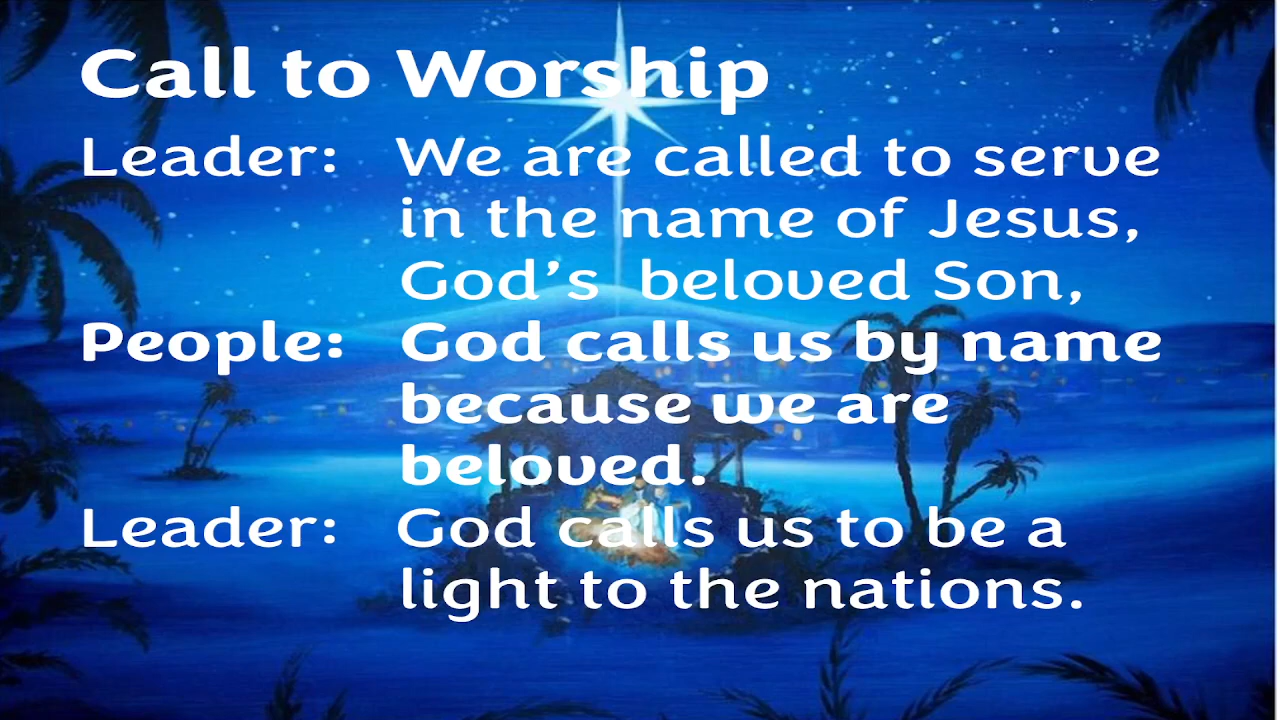 Call to Worship
Leader: We are called to serve
in the name of Jesus,
God’s beloved Son,
People: God calls us by name
because we are
beloved.
Leader: God calls us to be a
light to the nations.